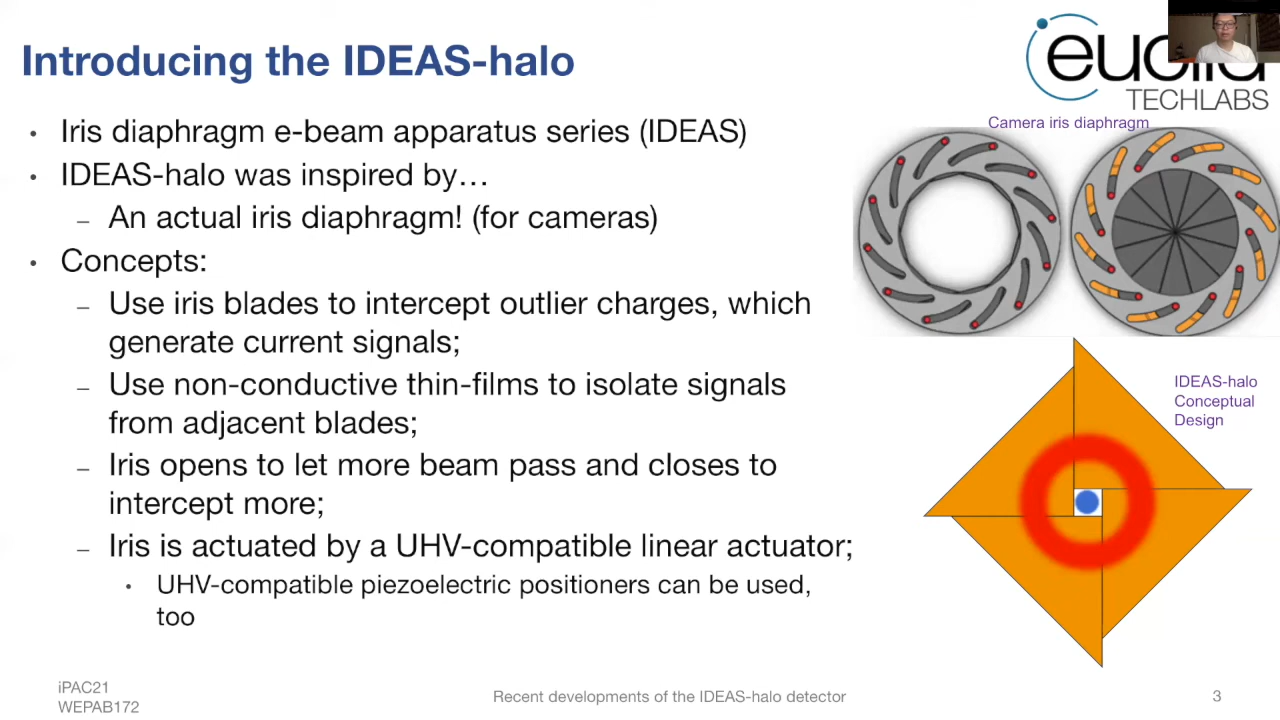 Introducing the IDEAS-halo
TECHLABS
• Iris diaphragm e-beam apparatus series (IDEAS)
• IDEAS-halo was inspired by…
– An actual iris diaphragm! (for cameras)
• Concepts:
– Use iris blades to intercept outlier charges, which
generate current signals;
– Use non-conductive thin-films to isolate signals
from adjacent blades;
– Iris opens to let more beam pass and closes to
intercept more;
– Iris is actuated by a UHV-compatible linear actuator;
• UHV-compatible piezoelectric positioners can be used,
too
Camera iris diaphragm
IDEAS-halo
Conceptual
Design
iPAC21
WEPAB172
Recent developments of the IDEAS-halo detector
3